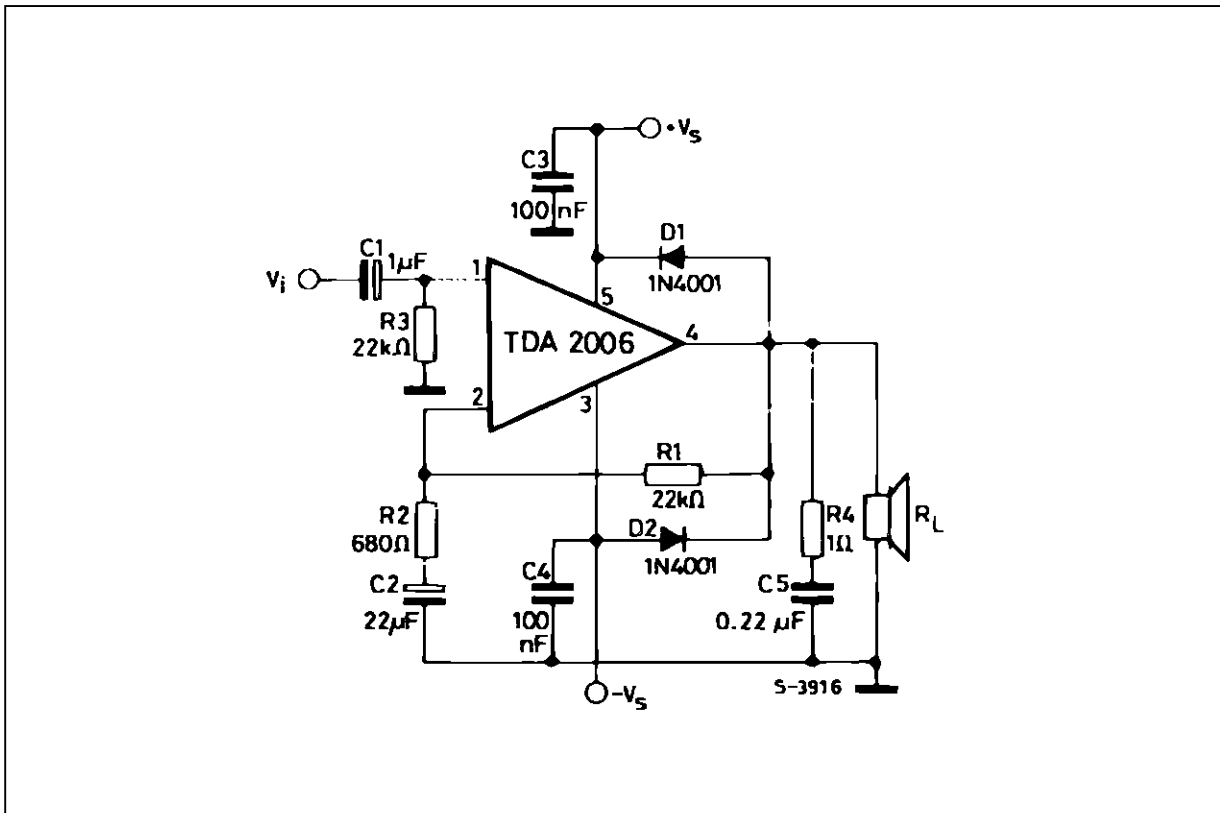 •Vs
C3
100 nF
D1
1N4001
C1
1µF
Vi
1
5
R3
22kΩ
TDA 2006
4
2
3
R1
22kΩ
R2
680Ω
D2
1N4001
R4
1Ω
RL
C2
22µF
C4
100
nF
C5
0.22 µF
S-3916
-Vs